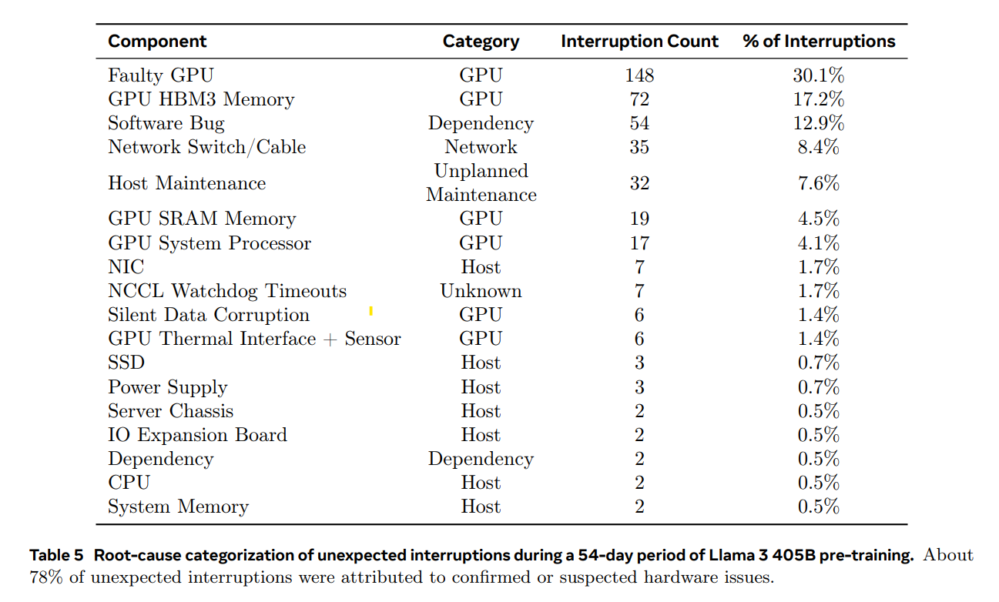 Component Category Interruption Count % of Interruptions
Faulty GPU GPU 148 30.1%
GPU HBM3 Memory GPU 72 17.2%
Software Bug Dependency 54 12.9%
Network Switch/Cable Network 35 8.4%
Host Maintenance Unplanned Maintenance 32 7.6%
GPU SRAM Memory GPU 19 4.5%
GPU System Processor GPU 17 4.1%
NIC Host 7 1.7%
NCCL Watchdog Timeouts Unknown 7 1.7%
Silent Data Corruption GPU 6 1.4%
GPU Thermal Interface + Sensor GPU 6 1.4%
SSD Host 3 0.7%
Power Supply Host 3 0.7%
Server Chassis Host 2 0.5%
IO Expansion Board Host 2 0.5%
Dependency Dependency 2 0.5%
CPU Host 2 0.5%
System Memory Host 2 0.5%
Table 5 Root-cause categorization of unexpected interruptions during a 54-day period of Llama 3 405B pre-training. About
78% of unexpected interruptions were attributed to confirmed or suspected hardware issues.